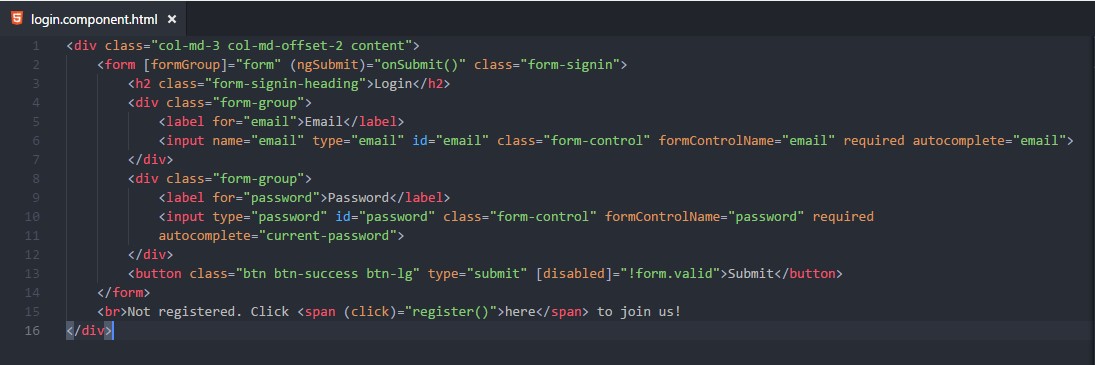 login.component.html ×
1 <div class="col-md-3 col-md-offset-2 content">
2 <form [formGroup]="form" (ngSubmit)="onSubmit()" class="form-signin">
3 <h2 class="form-signin-heading">Login</h2>
4 <div class="form-group">
5 <label for="email">Email</label>
6 <input name="email" type="email" id="email" class="form-control" formControlName="email" required autocomplete="email">
7 </div>
8 <div class="form-group">
9 <label for="password">Password</label>
10 <input type="password" id="password" class="form-control" formControlName="password" required
11 autocomplete="current-password">
12 </div>
13 <button class="btn btn-success btn-lg" type="submit" [disabled]="!form.valid">Submit</button>
14 </form>
15 <br>Not registered. Click <span (click)="register()">here</span> to join us!
16 </div>